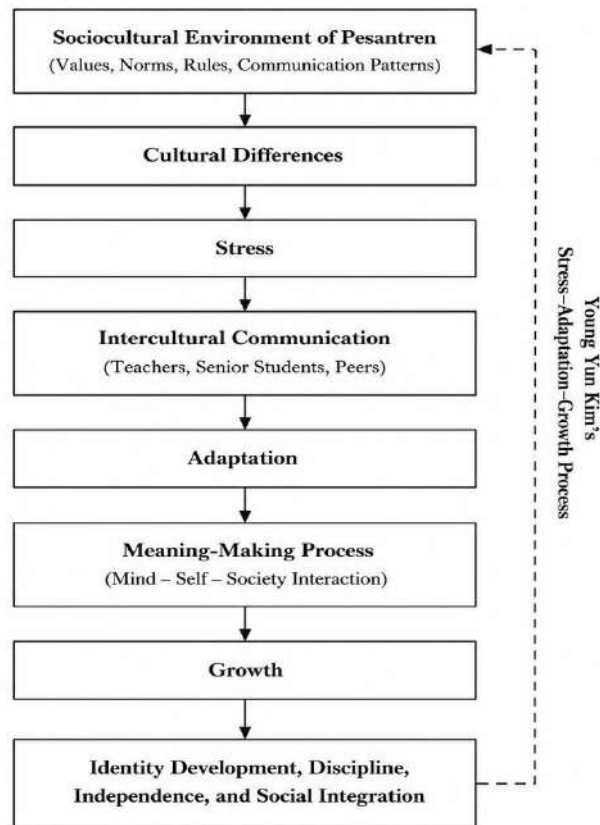 Sociocultural Environment of Pesantren
(Values, Norms, Rules, Communication Patterns)
Cultural Differences
Stress
Intercultural Communication
(Teachers, Senior Students, Peers)
Adaptation
Meaning-Making Process
(Mind – Self – Society Interaction)
Growth
Identity Development, Discipline,
Independence, and Social Integration
Young Yun Kim's
Stress–Adaptation–Growth Process